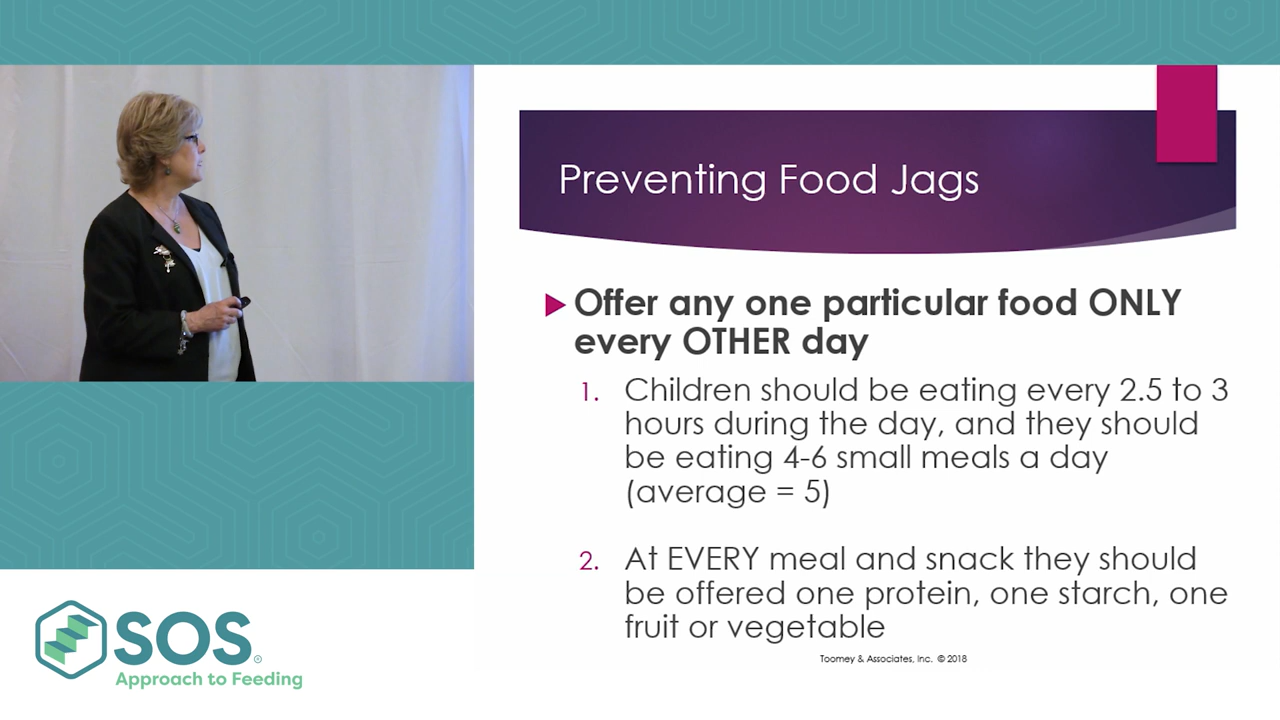 Preventing Food Jags
Offer any one particular food ONLY
every OTHER day
1. Children should be eating every 2.5 to 3
hours during the day, and they should
be eating 4-6 small meals a day
(average = 5)
2. At EVERY meal and snack they should
be offered one protein, one starch, one
fruit or vegetable
Toomey & Associates, Inc. © 2018
SOS®
Approach to Feeding